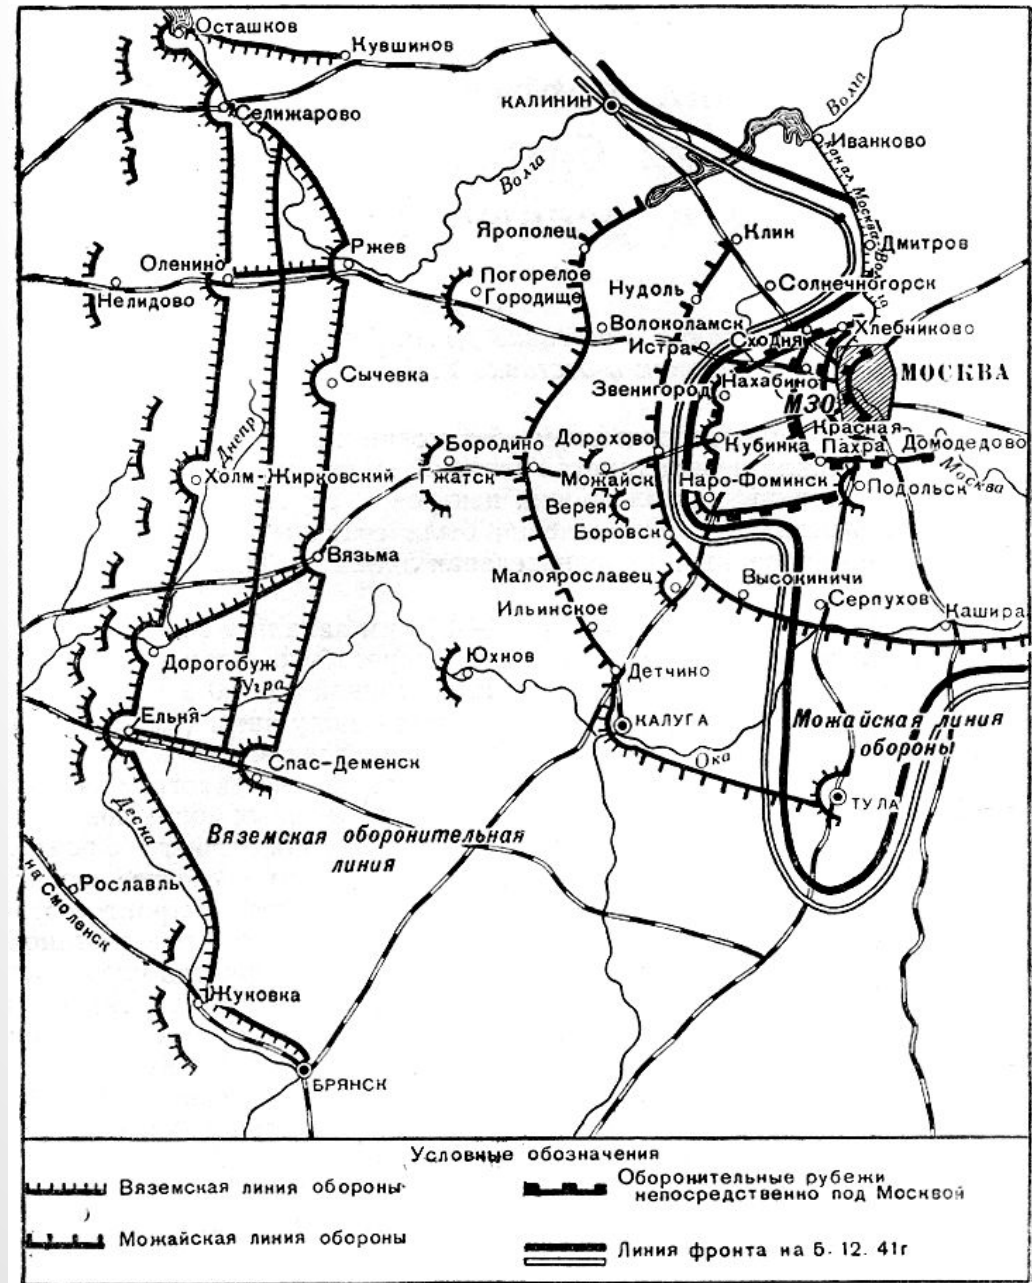 Осташков
Кувшинов
Селижарово
КАЛИНИН
Волга
Иванково
канал Москва-Волга
Волга
Ярополец
Клин
Дмитров
Ржев
Оленино
Нелидово
Погорелое
Городище
Нудоль
Солнечногорск
Волоколамск
Хлебниково
Истра
Сходня
Сычевка
Звенигород
Нахабино
МОСКВА
МЗО
Днепр
Бородино
Дорохово
Кубинка
Красная
Пахра
Домодедово
Холм-Жирковский
Гжатск
Можайск
Наро-Фоминск
Подольск
Москва
Верея
Боровск
Вязьма
Малоярославец
Высокиничи
Ильинское
Серпухов
Кашира
Дорогобуж
Юхнов
Детчино
Угра
Ельня
КАЛУГА
Можайская линия
обороны
Спас-Деменск
Ока
ТУЛА
Десна
Вяземская оборонительная
линия
Рославль
на Смоленск
Жуковка
БРЯНСК
Условные обозначения
Вяземская линия обороны
Можайская линия обороны
Оборонительные рубежи
непосредственно под Москвой
Линия фронта на 5. 12. 41г